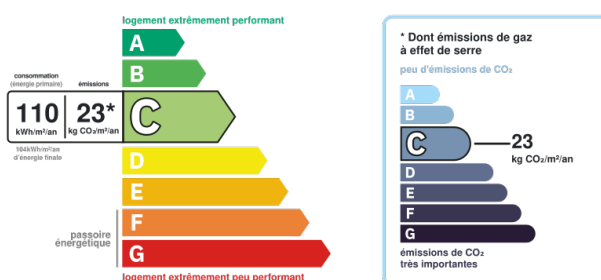 logement extrêmement performant
A
B
consommation
(énergie primaire)
émissions
110
kWh/m²/an
23*
kg CO₂/m²/an
C
104kWh/m²/an
d'énergie finale
D
E
F
G
passoire
énergétique
logement extrêmement peu performant
* Dont émissions de gaz
à effet de serre
peu d'émissions de CO₂
A
B
C
23
kg CO₂/m²/an
D
E
F
G
émissions de CO₂
très importantes